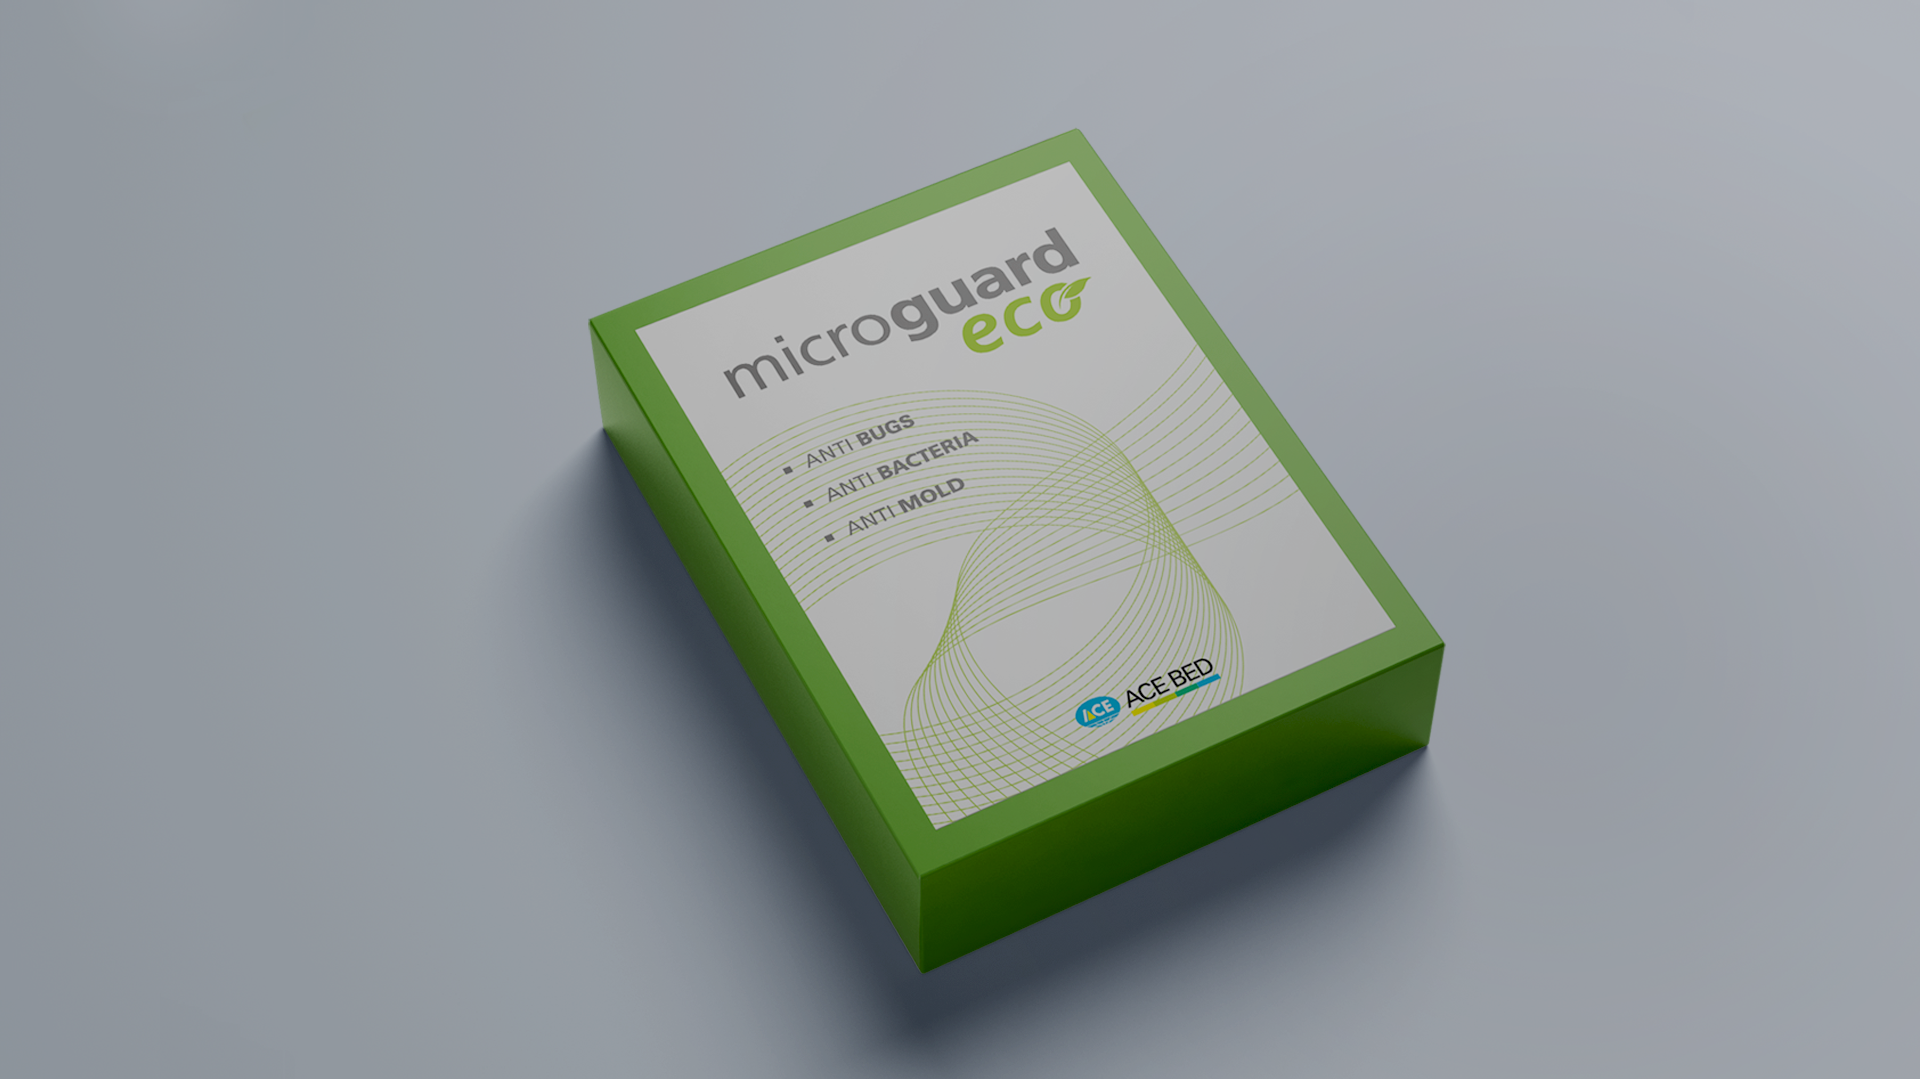 microguard
eco
▪ ANTI BUGS
▪ ANTI BACTERIA
▪ ANTI MOLD
ACE ACE BED